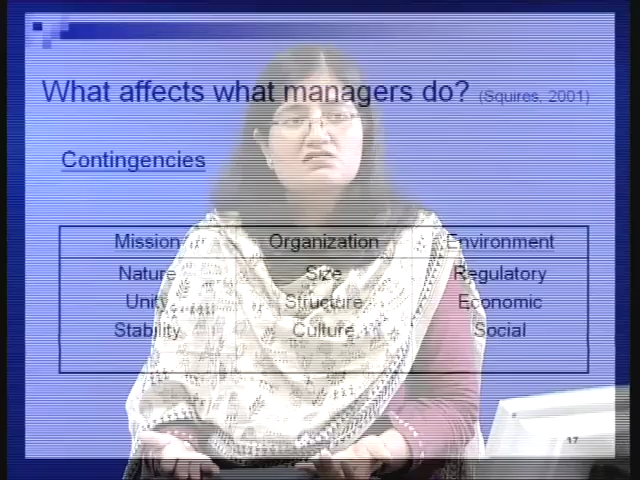 What affects what managers do? (Squires, 2001)
Contingencies
Mission Organization Environment
Nature Size Regulatory
Unity Structure Economic
Stability Culture Social
17